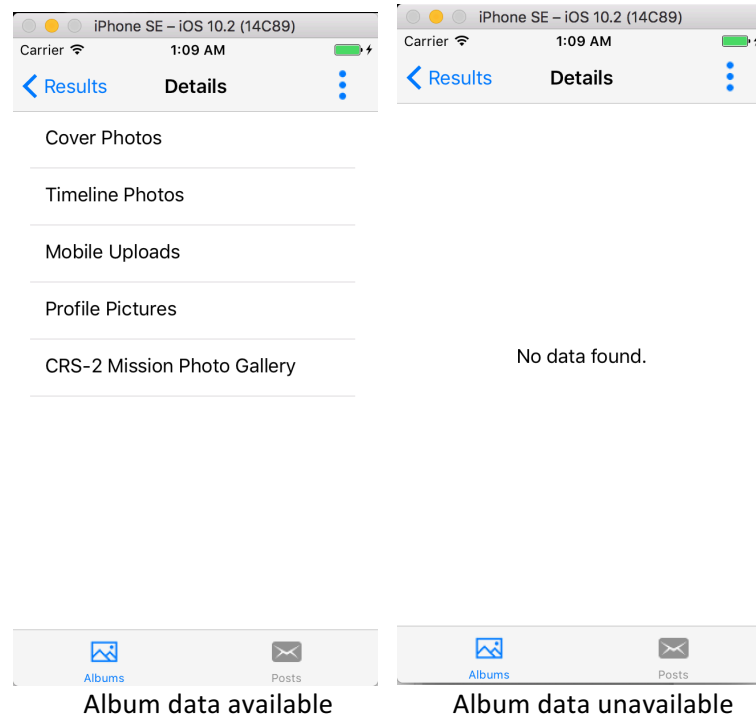 iPhone SE – iOS 10.2 (14C89)
Carrier 1:09 AM
Results Details
Cover Photos
Timeline Photos
Mobile Uploads
Profile Pictures
CRS-2 Mission Photo Gallery
Albums Posts
Album data available
iPhone SE – iOS 10.2 (14C89)
Carrier 1:09 AM
Results Details
No data found.
Albums Posts
Album data unavailable